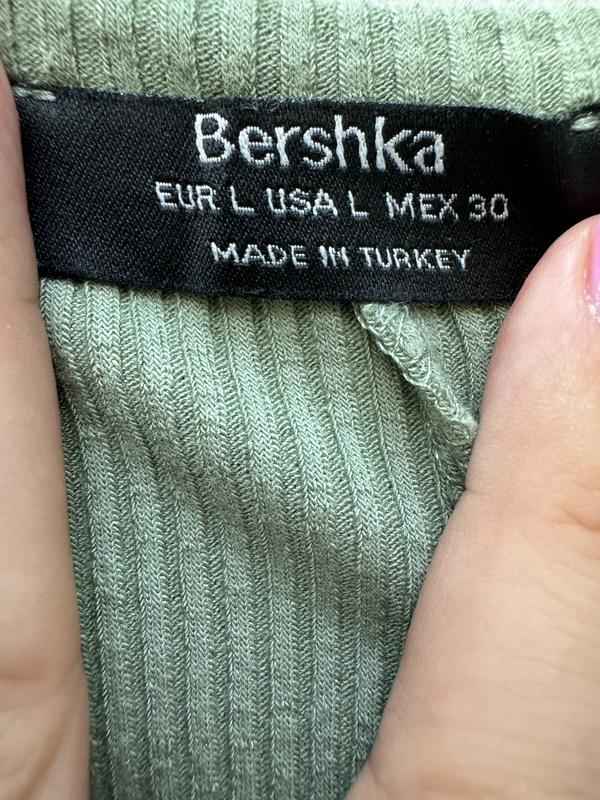 Bershka
EUR L USA L MEX 30
MADE IN TURKEY